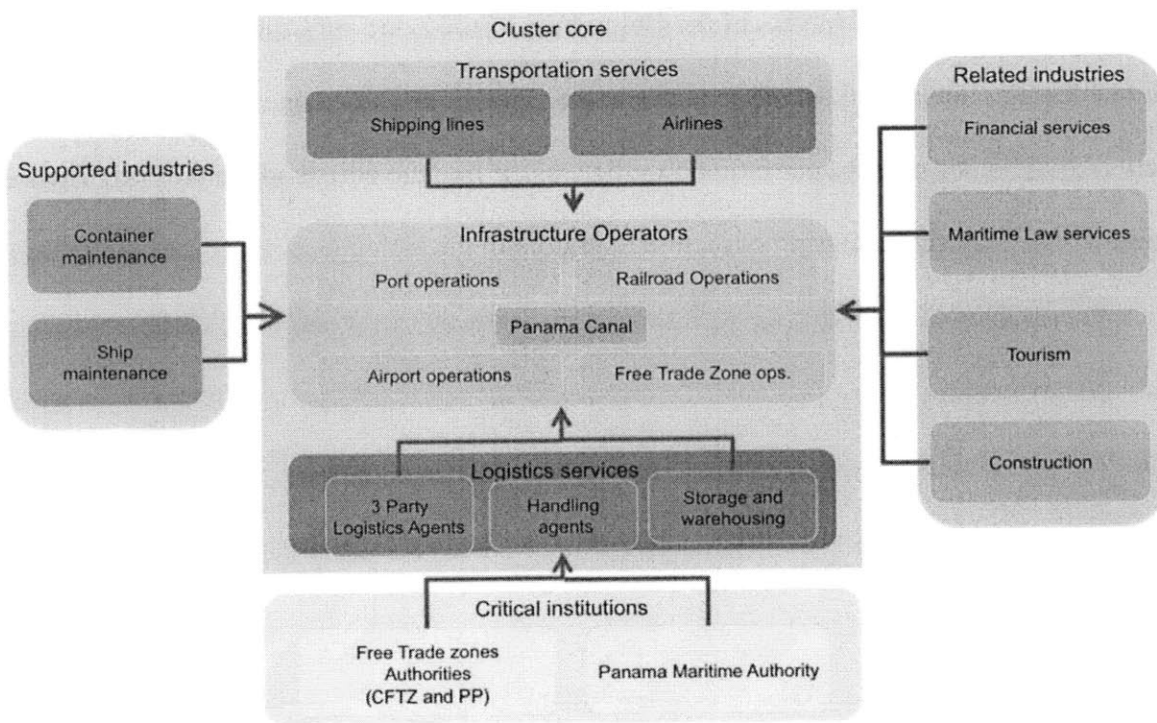 Cluster core
Transportation services
Shipping lines
Airlines
Supported industries
Container
maintenance
Ship
maintenance
Infrastructure Operators
Port operations
Railroad Operations
Panama Canal
Airport operations
Free Trade Zone ops.
Logistics services
3 Party
Logistics Agents
Handling
agents
Storage and
warehousing
Related industries
Financial services
Maritime Law services
Tourism
Construction
Critical institutions
Free Trade zones
Authorities
(CFTZ and PP)
Panama Maritime Authority